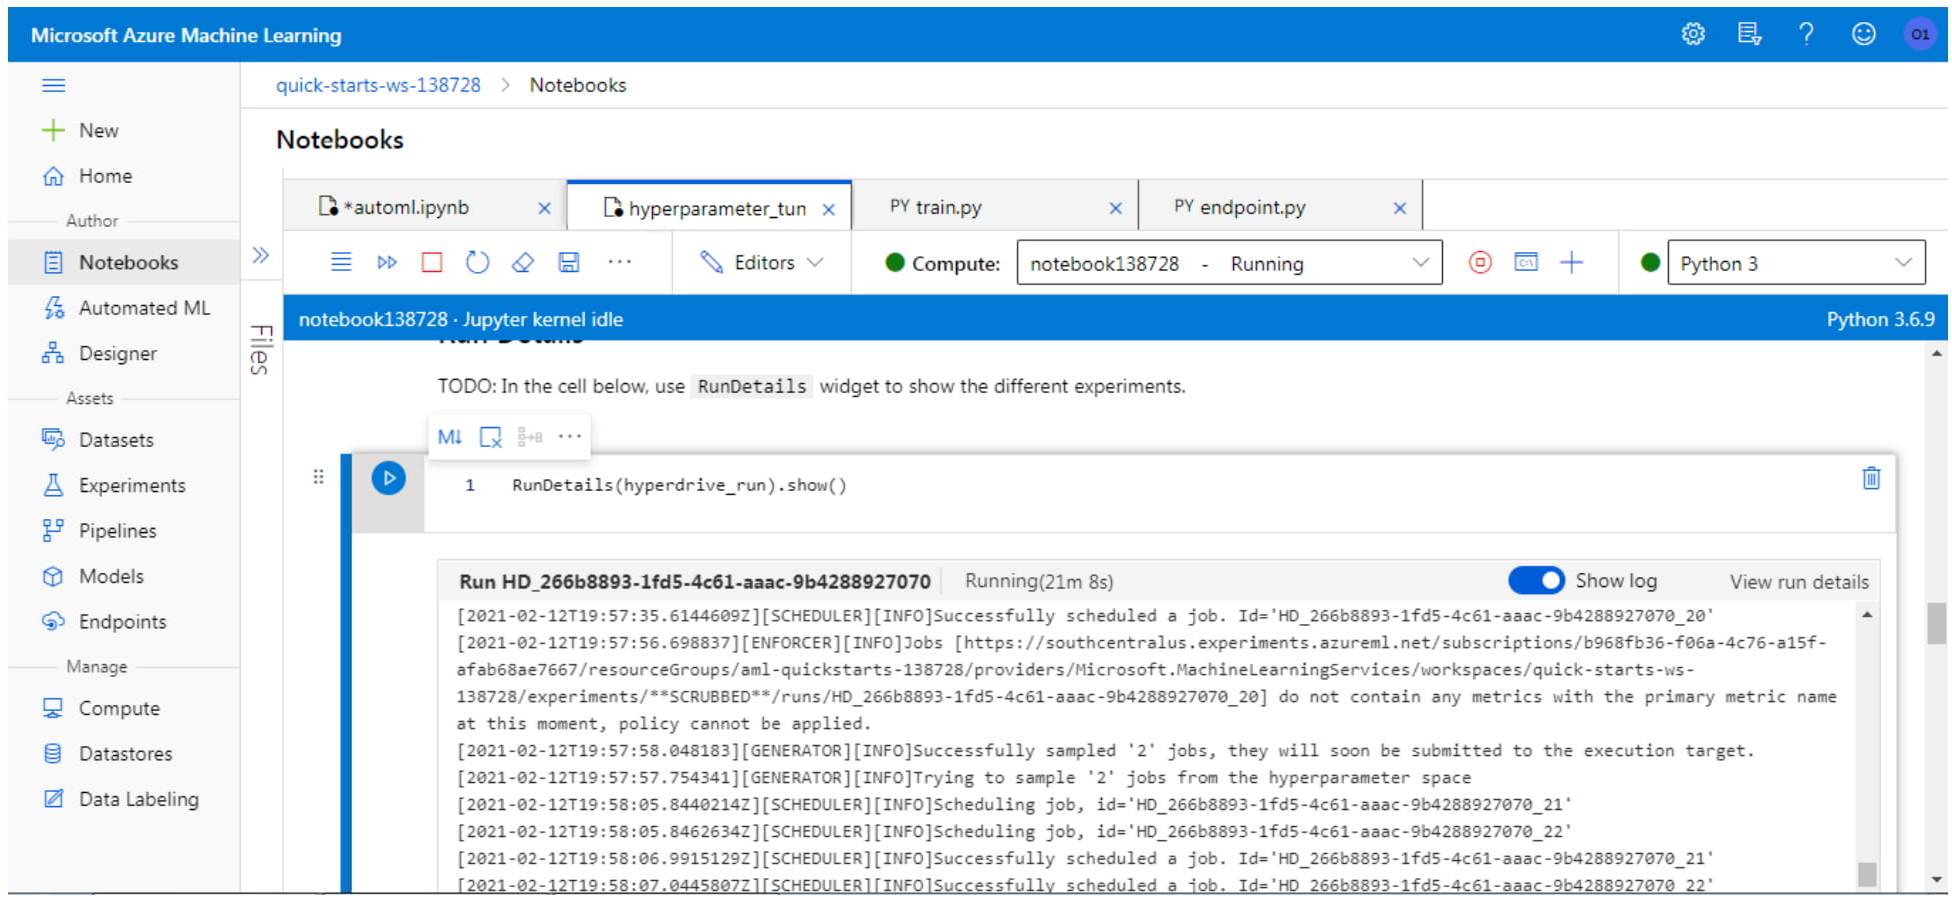 Microsoft Azure Machine Learning
O1
quick-starts-ws-138728 > Notebooks
New
Home
Author
Notebooks
Automated ML
Designer
Assets
Datasets
Experiments
Pipelines
Models
Endpoints
Manage
Compute
Datastores
Data Labeling
Notebooks
Files
*automl.ipynb
hyperparameter_tun
PY train.py
PY endpoint.py
Editors
Compute:
notebook138728 - Running
Python 3
notebook138728 · Jupyter kernel idle
Python 3.6.9
Run Details
TODO: In the cell below, use RunDetails widget to show the different experiments.
M↓
1 RunDetails(hyperdrive_run).show()
Run HD_266b8893-1fd5-4c61-aaac-9b4288927070
Running(21m 8s)
Show log
View run details
[2021-02-12T19:57:35.6144609Z][SCHEDULER][INFO]Successfully scheduled a job. Id='HD_266b8893-1fd5-4c61-aaac-9b4288927070_20'
[2021-02-12T19:57:56.698837][ENFORCER][INFO]Jobs [https://southcentralus.experiments.azureml.net/subscriptions/b968fb36-f06a-4c76-a15f-
afab68ae7667/resourceGroups/aml-quickstarts-138728/providers/Microsoft.MachineLearningServices/workspaces/quick-starts-ws-
138728/experiments/**SCRUBBED**/runs/HD_266b8893-1fd5-4c61-aaac-9b4288927070_20] do not contain any metrics with the primary metric name
at this moment, policy cannot be applied.
[2021-02-12T19:57:58.048183][GENERATOR][INFO]Successfully sampled '2' jobs, they will soon be submitted to the execution target.
[2021-02-12T19:57:57.754341][GENERATOR][INFO]Trying to sample '2' jobs from the hyperparameter space
[2021-02-12T19:58:05.8440214Z][SCHEDULER][INFO]Scheduling job, id='HD_266b8893-1fd5-4c61-aaac-9b4288927070_21'
[2021-02-12T19:58:05.8462634Z][SCHEDULER][INFO]Scheduling job, id='HD_266b8893-1fd5-4c61-aaac-9b4288927070_22'
[2021-02-12T19:58:06.9915129Z][SCHEDULER][INFO]Successfully scheduled a job. Id='HD_266b8893-1fd5-4c61-aaac-9b4288927070_21'
[2021-02-12T19:58:07.0445807Z][SCHEDULER][INFO]Successfully scheduled a job. Id='HD_266b8893-1fd5-4c61-aaac-9b4288927070_22'